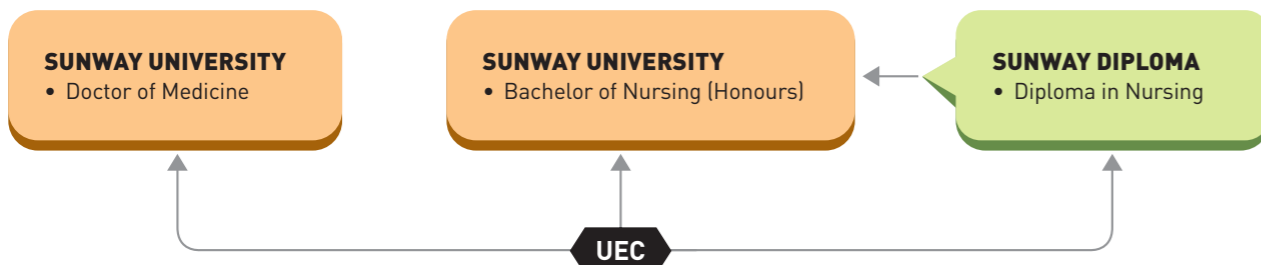 SUNWAY UNIVERSITY
• Doctor of Medicine
SUNWAY UNIVERSITY
• Bachelor of Nursing (Honours)
SUNWAY DIPLOMA
• Diploma in Nursing
UEC